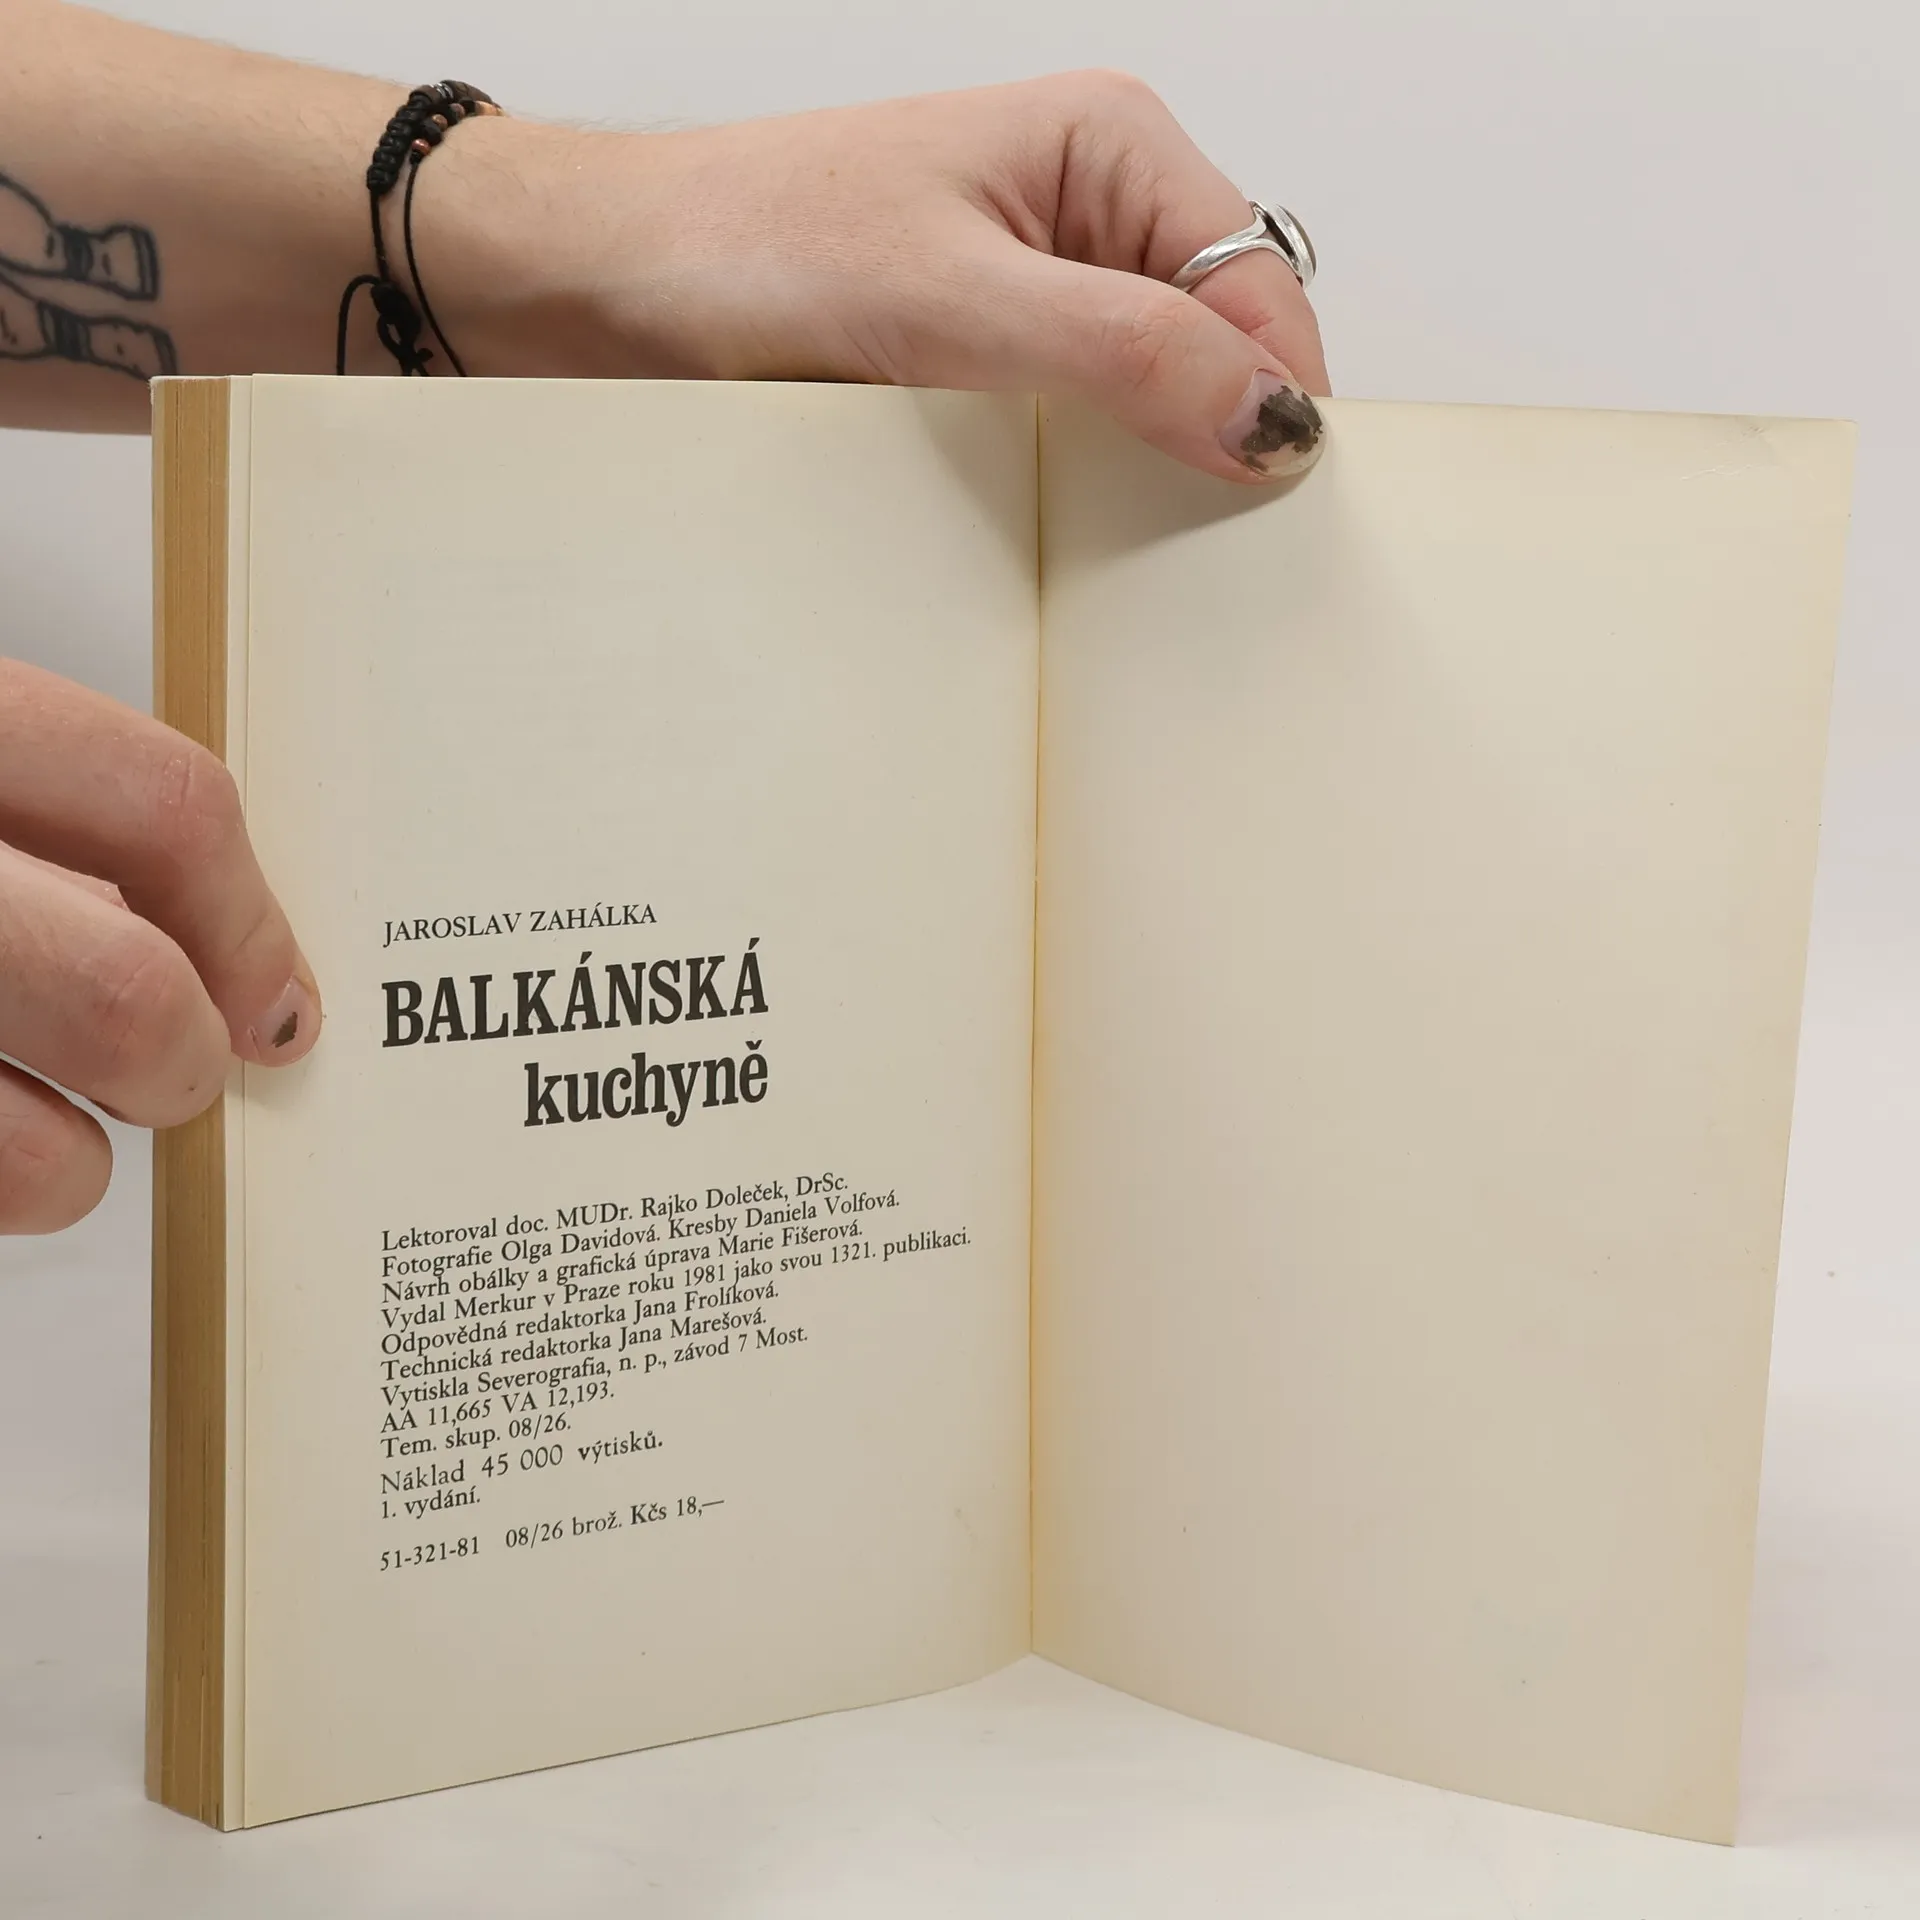 JAROSLAV ZAHÁLKA
BALKÁNSKÁ
kuchyně
Lektoroval doc. MUDr. Rajko Doleček, DrSc.
Fotografie Olga Davidová. Kresby Daniela Volfová.
Návrh obálky a grafická úprava Marie Fišerová.
Vydal Merkur v Praze roku 1981 jako svou 1321. publikaci.
Odpovědná redaktorka Jana Frolíková.
Technická redaktorka Jana Marešová.
Vytiskla Severografia, n. p., závod 7 Most.
AA 11,665 VA 12,193.
Tem. skup. 08/26.
Náklad 45 000 výtisků.
1. vydání.
51-321-81 08/26 brož. Kčs 18,—